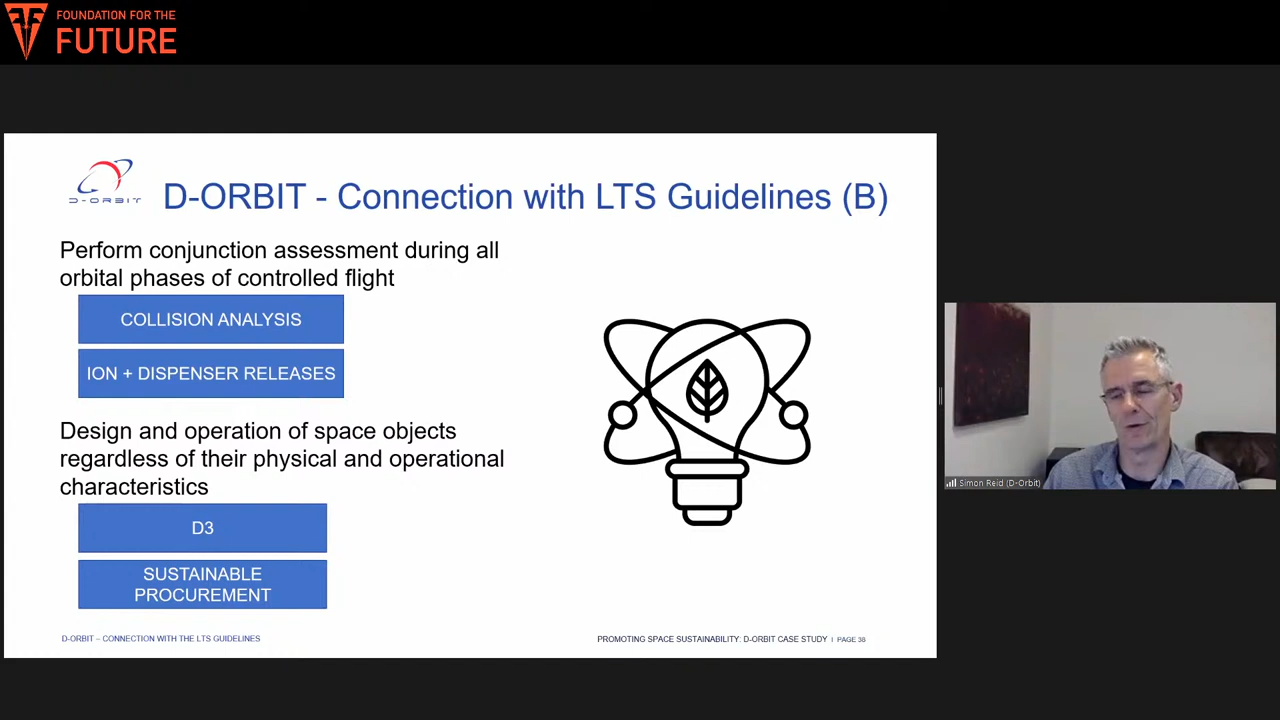 FOUNDATION FOR THE
FUTURE
D-ORBIT
D-ORBIT - Connection with LTS Guidelines (B)
Perform conjunction assessment during all
orbital phases of controlled flight
COLLISION ANALYSIS
ION + DISPENSER RELEASES
Design and operation of space objects
regardless of their physical and operational
characteristics
D3
SUSTAINABLE
PROCUREMENT
D-ORBIT – CONNECTION WITH THE LTS GUIDELINES
PROMOTING SPACE SUSTAINABILITY: D-ORBIT CASE STUDY I PAGE 38
Simon Reid (D-Orbit)